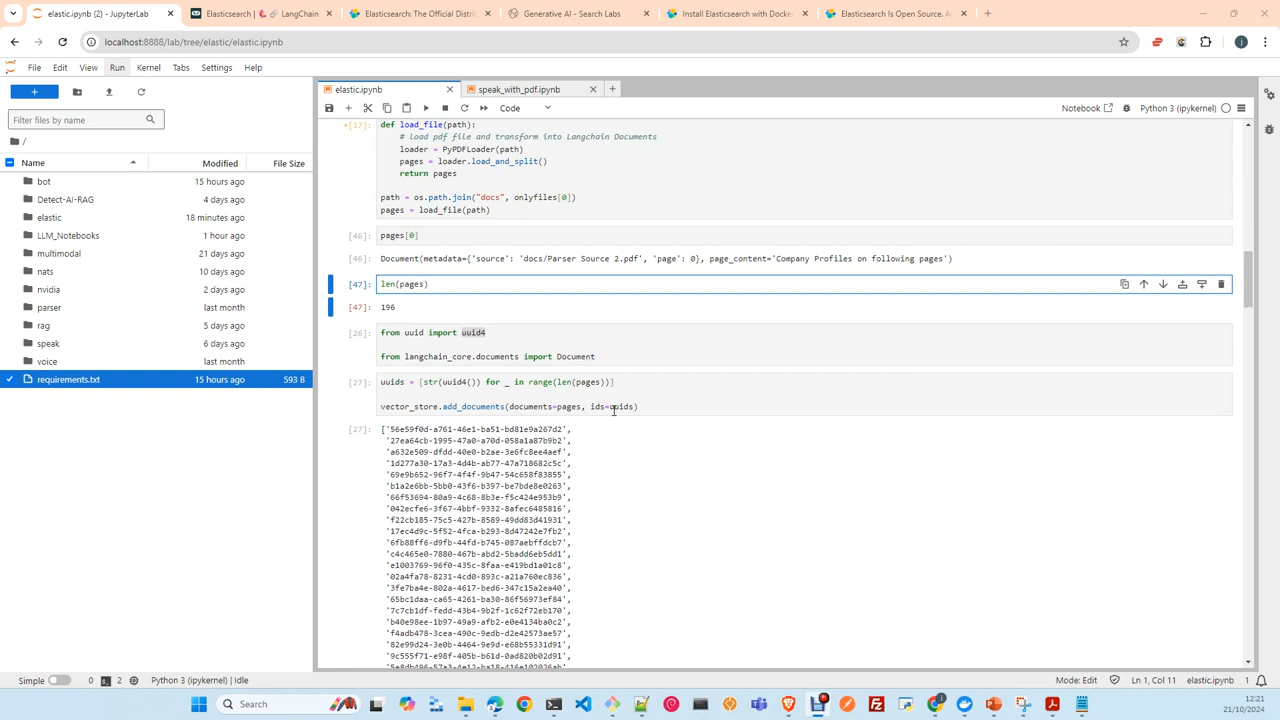 elastic.ipynb (4) - JupyterLab
Elasticsearch | 🦜️🔗 LangChain
Elasticsearch: The Official Distri
Generative AI - Search Labs
Install Elasticsearch with Docke
Elasticsearch Is Open Source. A
localhost:8888/lab/tree/elastic/elastic.ipynb
File Edit View Run Kernel Tabs Settings Help
elastic.ipynb
speak_with_pdf.ipynb
Code
Notebook
Python 3 (ipykernel)
Filter files by name
/
Name Modified File Size
bot 15 hours ago
Detect-AI-RAG 4 days ago
elastic 18 minutes ago
LLM_Notebooks 1 hour ago
multimodal 21 days ago
nats 10 days ago
nvidia 2 days ago
parser last month
rag 5 days ago
speak 6 days ago
voice last month
requirements.txt 15 hours ago 593 B
[17]: def load_file(path):
# load pdf file and transform into Langchain Documents
loader = PyPDFLoader(path)
pages = loader.load_and_split()
return pages
path = os.path.join("docs", onlyfiles[0])
pages = load_file(path)
[46]: pages[0]
[46]: Document(metadata={'source': 'docs/Parser Source 2.pdf', 'page': 0}, page_content='Company Profiles on following pages')
[47]: len(pages)
[47]: 196
[26]: from uuid import uuid4
from langchain_core.documents import Document
[27]: uuids = [str(uuid4()) for _ in range(len(pages))]
vector_store.add_documents(documents=pages, ids=uuids)
[27]: ['56e59f0d-a761-46e1-ba51-bd81e9a267d2',
'27ea64cb-1995-47a0-a70d-058a1a87b9b2',
'a632e509-dfdd-40e0-b2ae-3e6fc8ee4aef',
'1d277a30-17a3-4d4b-ab77-47a718682c5c',
'69e9b652-96f7-4f4f-9b47-54c658f83855',
'b1a2e6bb-5bb0-43f6-b397-be7bde8e0263',
'66f53694-80a9-4c68-8b3e-f5c424e953b9',
'042ecfe6-3f67-4bbf-9332-8afec6485816',
'f22cb185-75c5-427b-8589-49dd83d41931',
'17ec4d9c-5f52-4fca-b293-8d47242e7fb2',
'6fb88ff6-d9fb-44fd-b745-087aebffdcb7',
'c4c465e0-7880-467b-abd2-5badd6eb5dd1',
'e1003769-96f0-435c-8faa-e419bd1a01c8',
'02a4fa78-8231-4cd0-893c-a21a760ec836',
'3fe7ba4e-802a-4617-bed6-347c15a2ea40',
'65bc1daa-ca65-4261-ba30-86f56973ef84',
'7c7cb1df-fedd-43b4-9b2f-1c62f72eb170',
'b40e98ee-1b97-49a9-afb2-e0e4134ba0c2',
'f4adb478-3cea-490c-9edb-d2e42573ae57',
'82e99d24-3e0b-4464-9e9d-e68b55331d91',
'9c555f71-e98f-405b-b61d-0ad820b02d91',
Simple 0 2 Python 3 (ipykernel) | Idle
Mode: Edit Ln 1, Col 11 elastic.ipynb 1
Search
12:21
21/10/2024